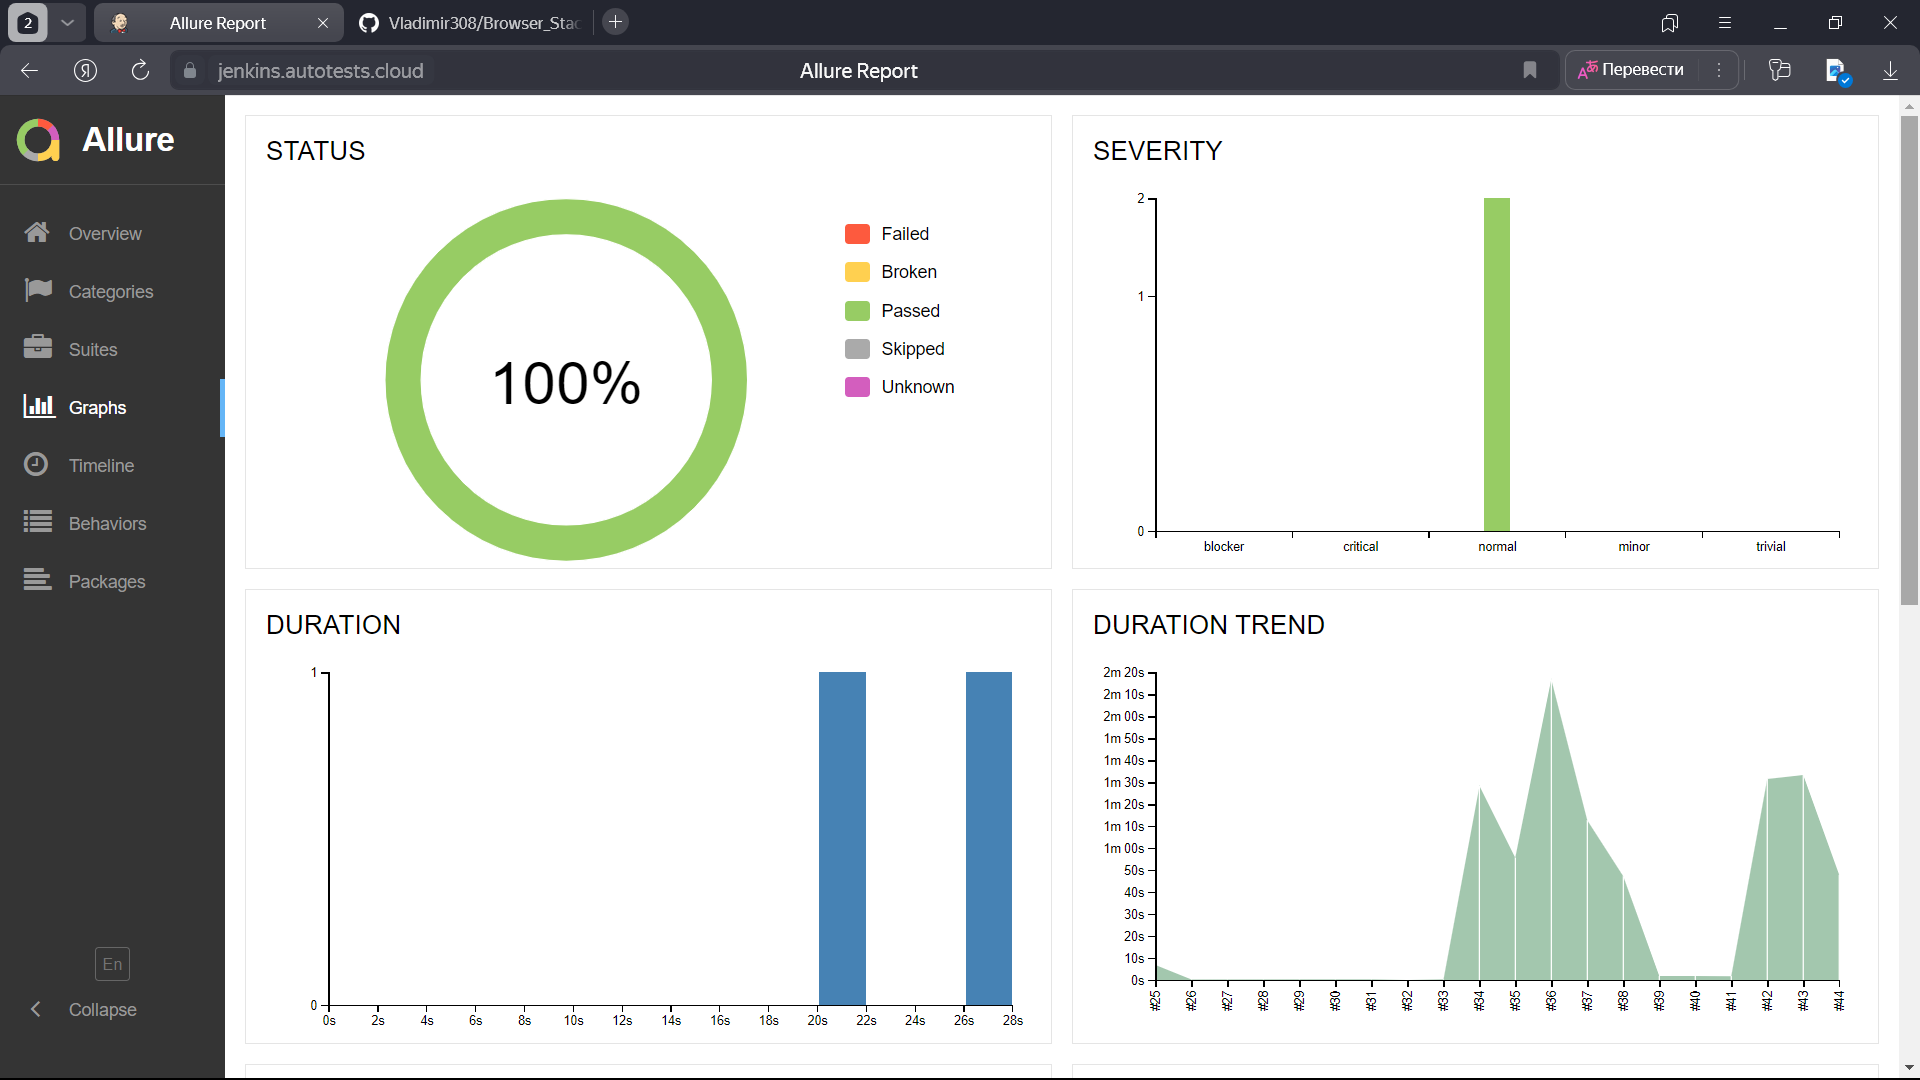 2
Allure Report
Vladimir308/Browser_Stac
jenkins.autotests.cloud
Allure Report
Перевести
Allure
Overview
Categories
Suites
Graphs
Timeline
Behaviors
Packages
En
Collapse
STATUS
100%
Failed
Broken
Passed
Skipped
Unknown
SEVERITY
2
1
0
blocker critical normal minor trivial
DURATION
1
0
0s 2s 4s 6s 8s 10s 12s 14s 16s 18s 20s 22s 24s 26s 28s
DURATION TREND
2m 20s
2m 10s
2m 00s
1m 50s
1m 40s
1m 30s
1m 20s
1m 10s
1m 00s
50s
40s
30s
20s
10s
0s
#25 #26 #27 #28 #29 #30 #31 #32 #33 #34 #35 #36 #37 #38 #39 #40 #41 #42 #43 #44